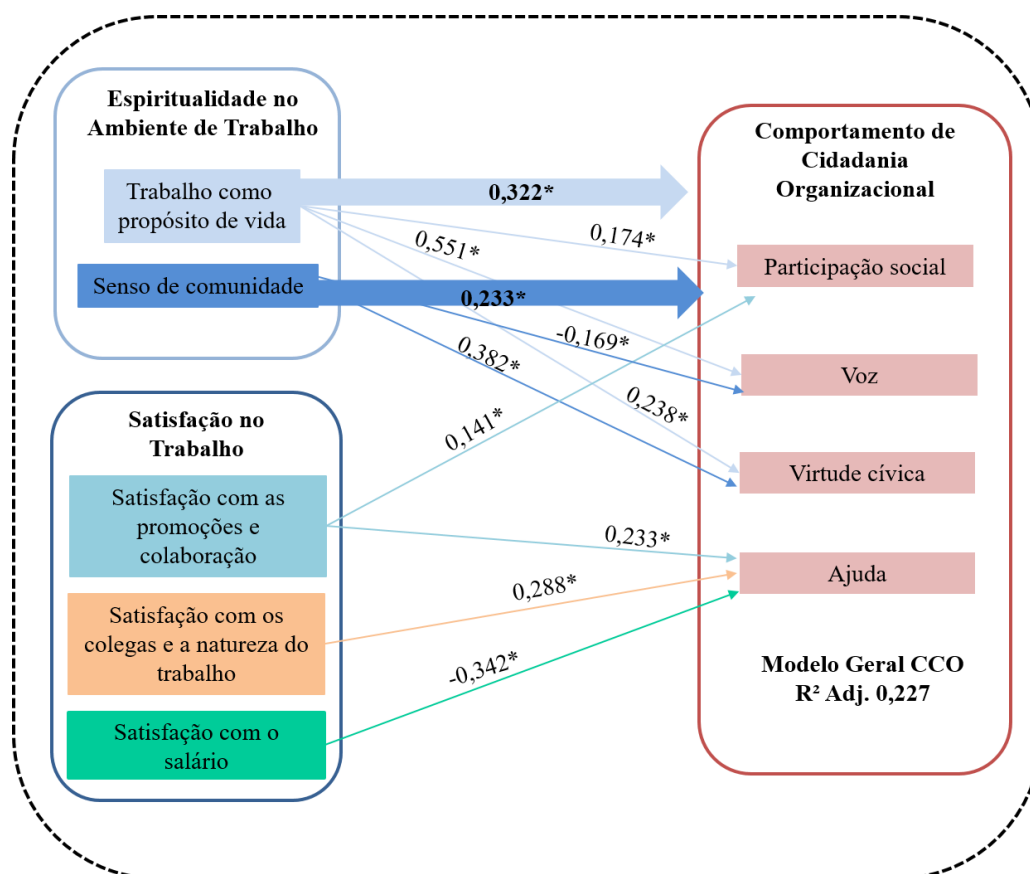 Espiritualidade no
Ambiente de Trabalho
Trabalho como
propósito de vida
Senso de comunidade
Satisfação no
Trabalho
Satisfação com as
promoções e
colaboração
Satisfação com os
colegas e a natureza do
trabalho
Satisfação com o
salário
0,322*
0,174*
0,551*
0,233*
-0,169*
0,382*
0,238*
0,141*
0,233*
0,288*
-0,342*
Comportamento de
Cidadania
Organizacional
Participação social
Voz
Virtude cívica
Ajuda
Modelo Geral CCO
R² Adj. 0,227